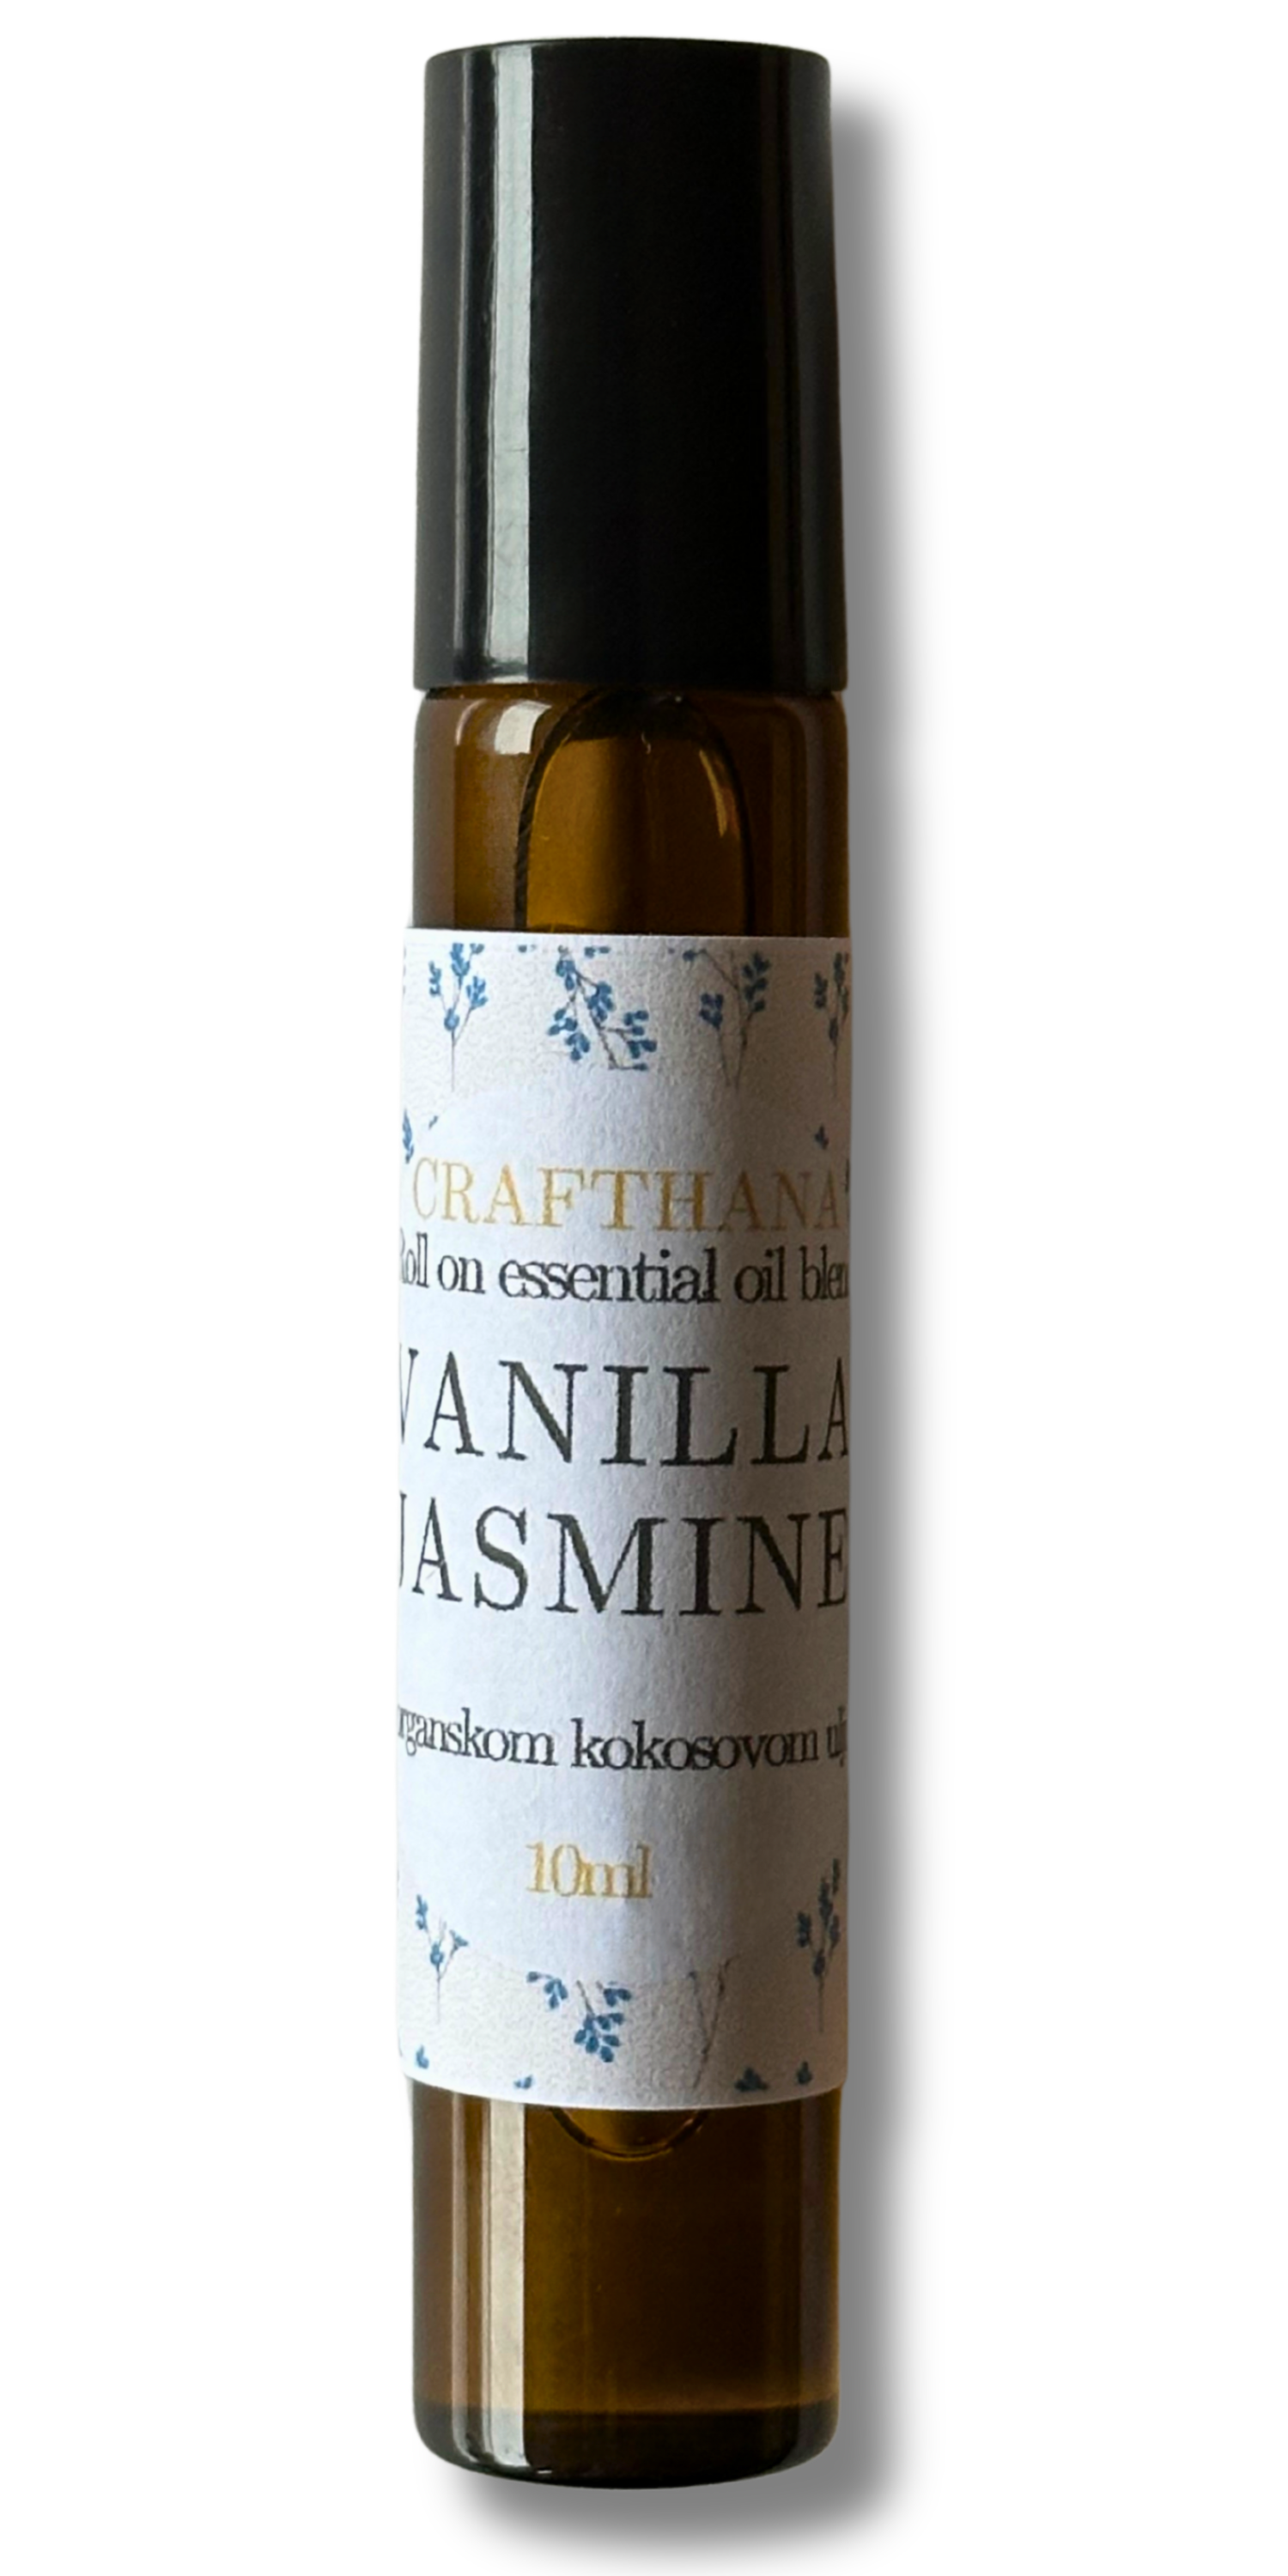 CRAFTHANA
Roll on essential oil blen
VANILLA
JASMINE
organskom kokosovom ulj
10ml